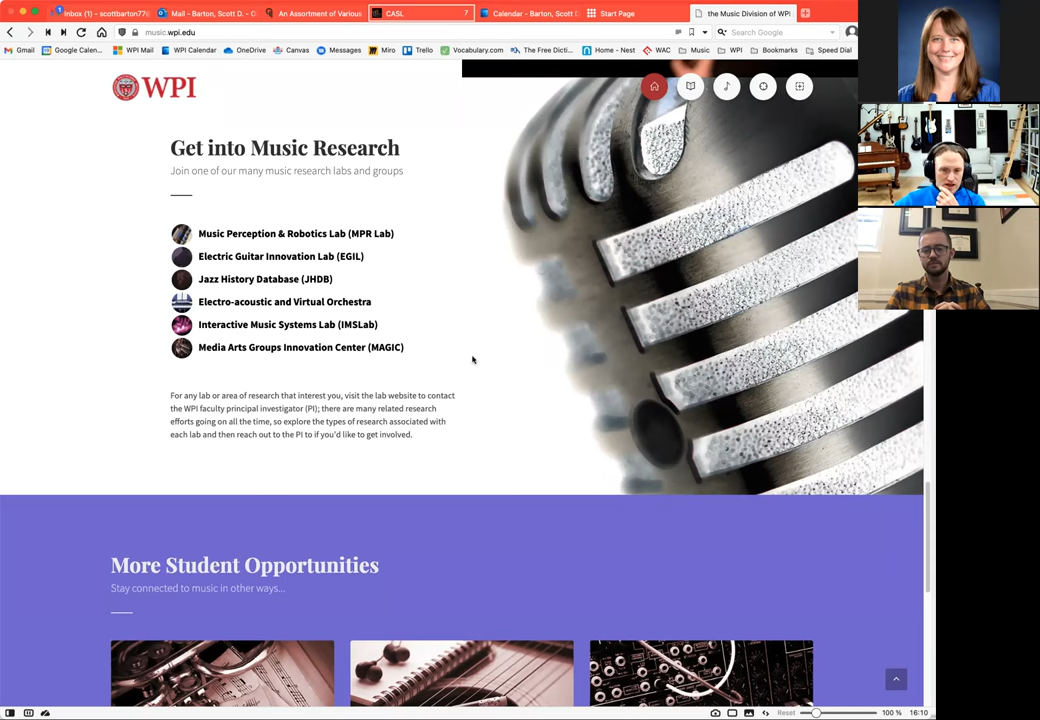 Inbox (1) – scottbarton77@
Mail - Barton, Scott D. - O
An Assortment of Various
CASL
7
Calendar - Barton, Scott D
Start Page
the Music Division of WPI
music.wpi.edu
Search Google
Gmail
Google Calen...
WPI Mail
WPI Calendar
OneDrive
Canvas
Messages
Miro
Trello
Vocabulary.com
The Free Dicti...
Home - Nest
WAC
Music
WPI
Bookmarks
Speed Dial
WPI
Get into Music Research
Join one of our many music research labs and groups
Music Perception & Robotics Lab (MPR Lab)
Electric Guitar Innovation Lab (EGIL)
Jazz History Database (JHDB)
Electro-acoustic and Virtual Orchestra
Interactive Music Systems Lab (IMSLab)
Media Arts Groups Innovation Center (MAGIC)
For any lab or area of research that interest you, visit the lab website to contact
the WPI faculty principal investigator (PI); there are many related research
efforts going on all the time, so explore the types of research associated with
each lab and then reach out to the PI to if you'd like to get involved.
More Student Opportunities
Stay connected to music in other ways...
Reset
100 %
16:10